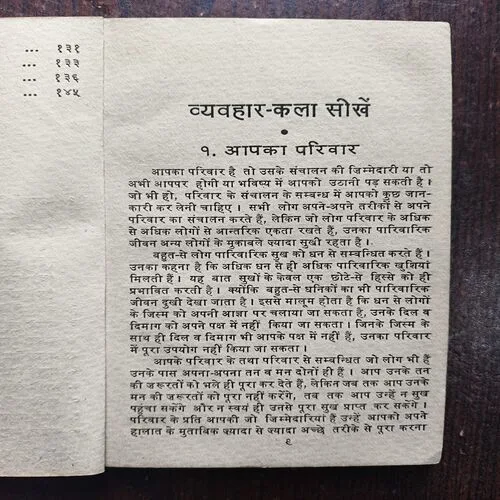 ... १३१
... १३३
... १३६
... १४५
व्यवहार-कला सीखें
१. आपका परिवार
आपका परिवार है तो उसके संचालन की जिम्मेदारी या तो
अभी आपपर होगी या भविष्य में आपको उठानी पड़ सकती है ।
जो भी हो, परिवार के संचालन के सम्बन्ध में आपको कुछ जान-
कारी कर लेनी चाहिए । सभी लोग अपने-अपने तरीकों से अपने
परिवार का संचालन करते हैं, लेकिन जो लोग परिवार के अधिक
से अधिक लोगों से आन्तरिक एकता रखते हैं, उनका पारिवारिक
जीवन अन्य लोगों के मुकाबले ज्यादा सुखी रहता है ।
बहुत-से लोग पारिवारिक सुख को धन से सम्बन्धित करते हैं ।
उनका कहना है कि अधिक धन से ही अधिक पारिवारिक खुशियां
मिलती हैं । यह बात सुखों के केवल एक छोटे-से हिस्से को ही
प्रभावित करती है । क्योंकि बहुत-से धनिकों का भी पारिवारिक
जीवन दुखी देखा जाता है । इससे मालूम होता है कि धन से लोगों
के जिस्म को अपनी आज्ञा पर चलाया जा सकता है, उनके दिल व
दिमाग को अपने पक्ष में नहीं किया जा सकता । जिनके जिस्म के
साथ ही दिल व दिमाग भी आपके पक्ष में नहीं हैं, उनका परिवार
में पूरा उपयोग नहीं किया जा सकता ।
आपके परिवार के तथा परिवार से सम्बन्धित जो लोग भी हैं
उनके पास अपना-अपना तन व मन दोनों ही हैं । आप उनके तन
की जरूरतों को भले ही पूरा कर देते हैं, लेकिन जब तक आप उनके
मन की जरूरतों को पूरा नहीं करेंगे, तब तक आप उन्हें न सुख
पहुंचा सकेंगे और न स्वयं ही उनसे पूरा सुख प्राप्त कर सकेंगे ।
परिवार के प्रति आपकी जो जिम्मेदारियां हैं उन्हें आपको अपने
हालात के मुताबिक ज़्यादा से ज़्यादा अच्छे तरीके से पूरा करना
९